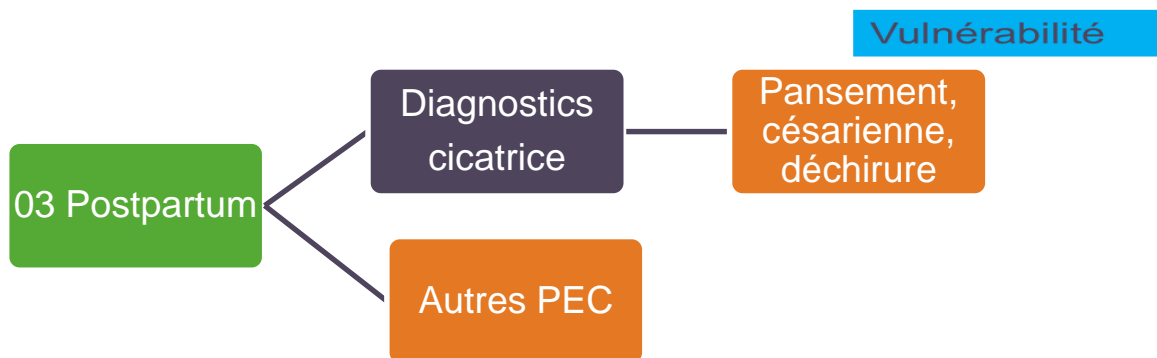 Vulnérabilité
Diagnostics
cicatrice
Pansement,
césarienne,
déchirure
03 Postpartum
Autres PEC